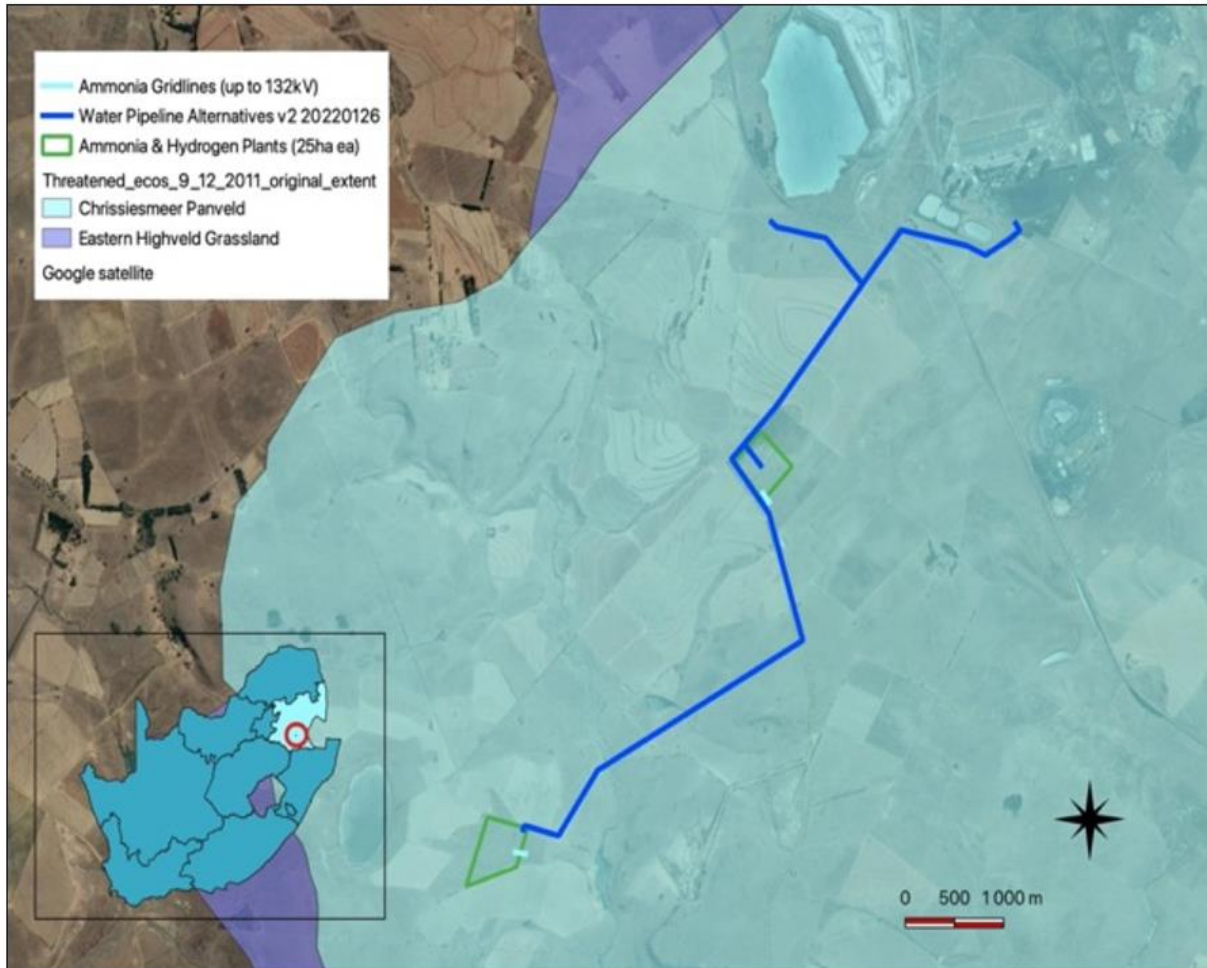 Ammonia Gridlines (up to 132kV)
Water Pipeline Alternatives v2 20220126
Ammonia & Hydrogen Plants (25ha ea)
Threatened_ecos_9_12_2011_original_extent
Chrissiesmeer Panveld
Eastern Highveld Grassland
Google satellite
0 500 1 000 m